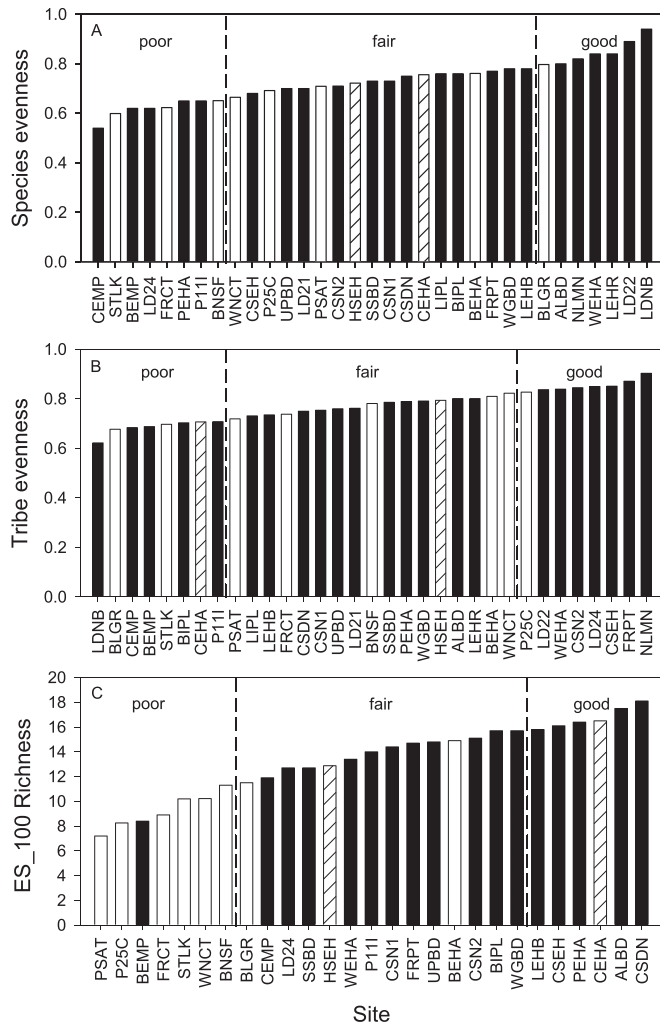 A
poor
fair
good
Species evenness
1.0
0.8
0.6
0.4
0.2
0.0
CEMP STLK BEMP LD24 FRCT PEHA P11I BNSF WNCT CSEH P25C UPBD LD21 PSAT CSN2 HSEH SSBD CSN1 CSDN CEHA LIPL BIPL BEHA FRPT WGBD LEHB BLGR ALBD NLMN WEHA LEHR LD22 LDNB
B
poor
fair
good
Tribe evenness
1.0
0.8
0.6
0.4
0.2
0.0
LDNB BLGR CEMP BEMP STLK BIPL CEHA P11I PSAT LIPL LEHB FRCT CSDN CSN1 UPBD LD21 BNSF SSBD PEHA WGBD HSEH ALBD LEHR BEHA WNCT P25C LD22 WEHA CSN2 LD24 CSEH FRPT NLMN
C
poor
fair
good
ES_100 Richness
20
18
16
14
12
10
8
6
4
2
0
PSAT P25C BEMP FRCT STLK WNCT BNSF BLGR CEMP LD24 SSBD HSEH WEHA P11I CSN1 FRPT UPBD BEHA CSN2 BIPL WGBD LEHB CSEH PEHA CEHA ALBD CSDN
Site